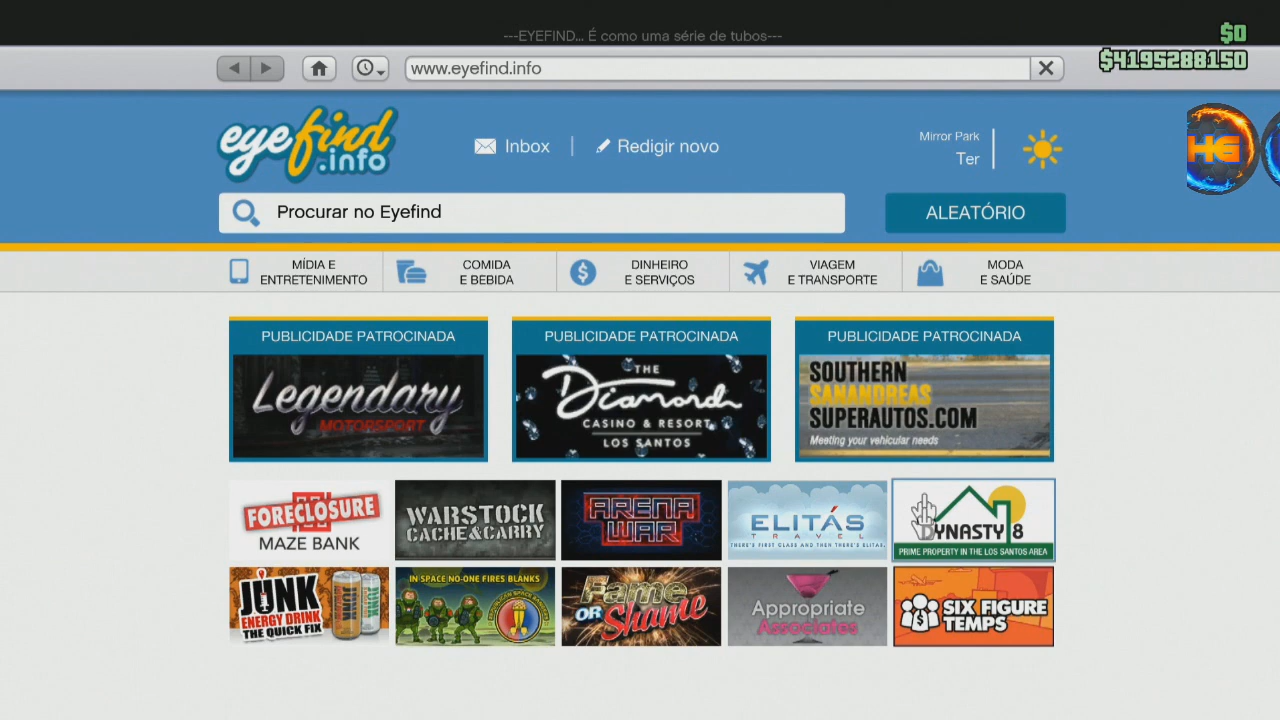 ---EYEFIND... É como uma série de tubos---
$0
$4195288150
www.eyefind.info
eyefind
.info
Inbox
Redigir novo
Mirror Park
Ter
HG
Procurar no Eyefind
ALEATÓRIO
MÍDIA E
ENTRETENIMENTO
COMIDA
E BEBIDA
DINHEIRO
E SERVIÇOS
VIAGEM
E TRANSPORTE
MODA
E SAÚDE
PUBLICIDADE PATROCINADA
Legendary
MOTORSPORT
PUBLICIDADE PATROCINADA
THE
Diamond
CASINO & RESORT
LOS SANTOS
PUBLICIDADE PATROCINADA
SOUTHERN
SANANDREAS
SUPERAUTOS.COM
Meeting your vehicular needs
FORECLOSURE
MAZE BANK
WARSTOCK
CACHE&CARRY
ARENA
WAR
ELITÁS
TRAVEL
THERE'S FIRST CLASS AND THEN THERE'S ELITAS.
DYNASTY 8
PRIME PROPERTY IN THE LOS SANTOS AREA
JUNK
ENERGY DRINK
THE QUICK FIX
IN SPACE NO-ONE FIRES BLANKS
Fame
OR Shame
Appropriate
Associates
SIX FIGURE
TEMPS